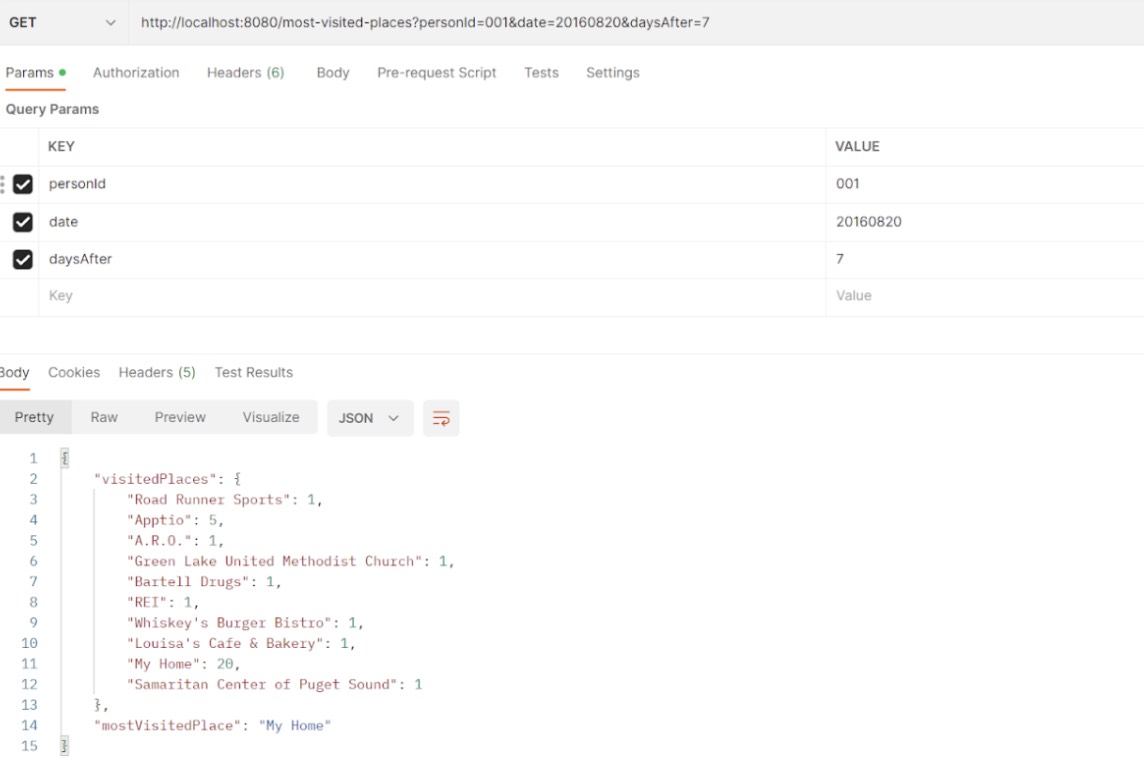 GET http://localhost:8080/most-visited-places?personId=001&date=20160820&daysAfter=7
Params Authorization Headers (6) Body Pre-request Script Tests Settings
Query Params
KEY VALUE
personId 001
date 20160820
daysAfter 7
Key Value
Body Cookies Headers (5) Test Results
Pretty Raw Preview Visualize JSON
1 {
2 "visitedPlaces": {
3 "Road Runner Sports": 1,
4 "Apptio": 5,
5 "A.R.O.": 1,
6 "Green Lake United Methodist Church": 1,
7 "Bartell Drugs": 1,
8 "REI": 1,
9 "Whiskey's Burger Bistro": 1,
10 "Louisa's Cafe & Bakery": 1,
11 "My Home": 20,
12 "Samaritan Center of Puget Sound": 1
13 },
14 "mostVisitedPlace": "My Home"
15 }